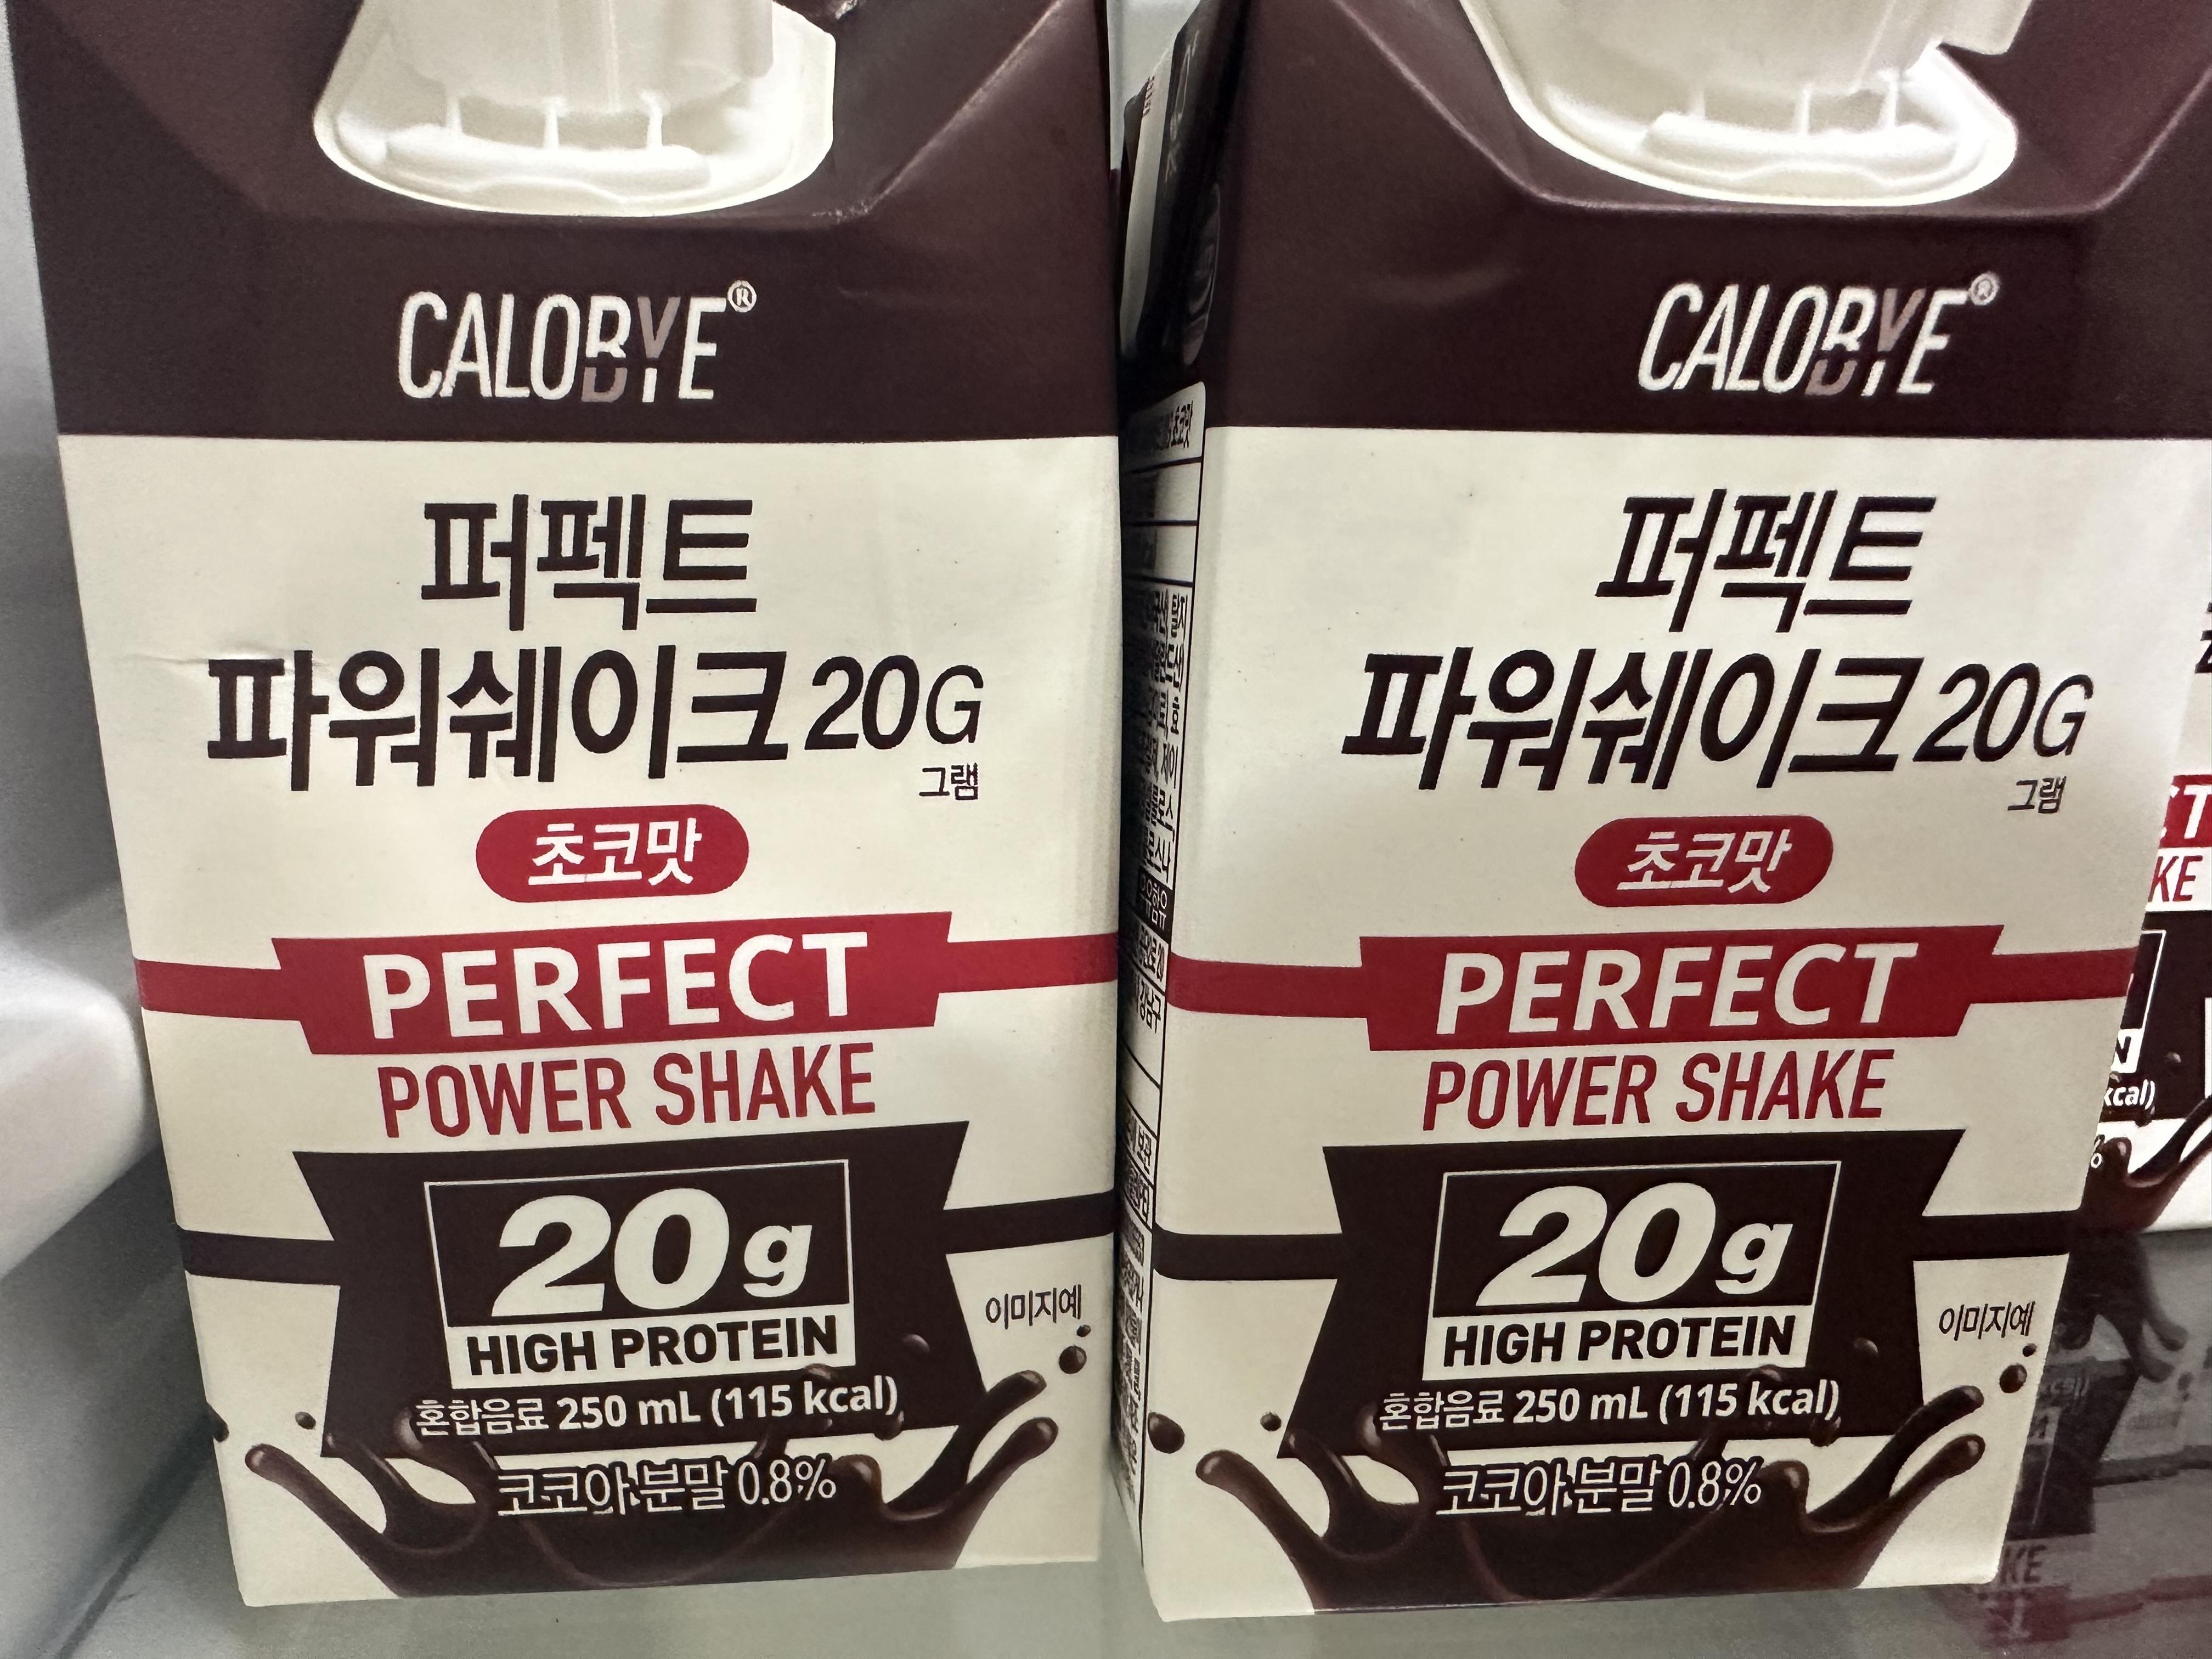 CALOBYE®
퍼펙트
파워쉐이크 20G
그램
초코맛
PERFECT
POWER SHAKE
20g
HIGH PROTEIN
이미지예
혼합음료 250 mL (115 kcal)
코코아분말 0.8%
CALOBYE®
퍼펙트
파워쉐이크 20G
그램
초코맛
PERFECT
POWER SHAKE
20g
HIGH PROTEIN
이미지예
혼합음료 250 mL (115 kcal)
코코아분말 0.8%
CT
KE
N
kcal)
%